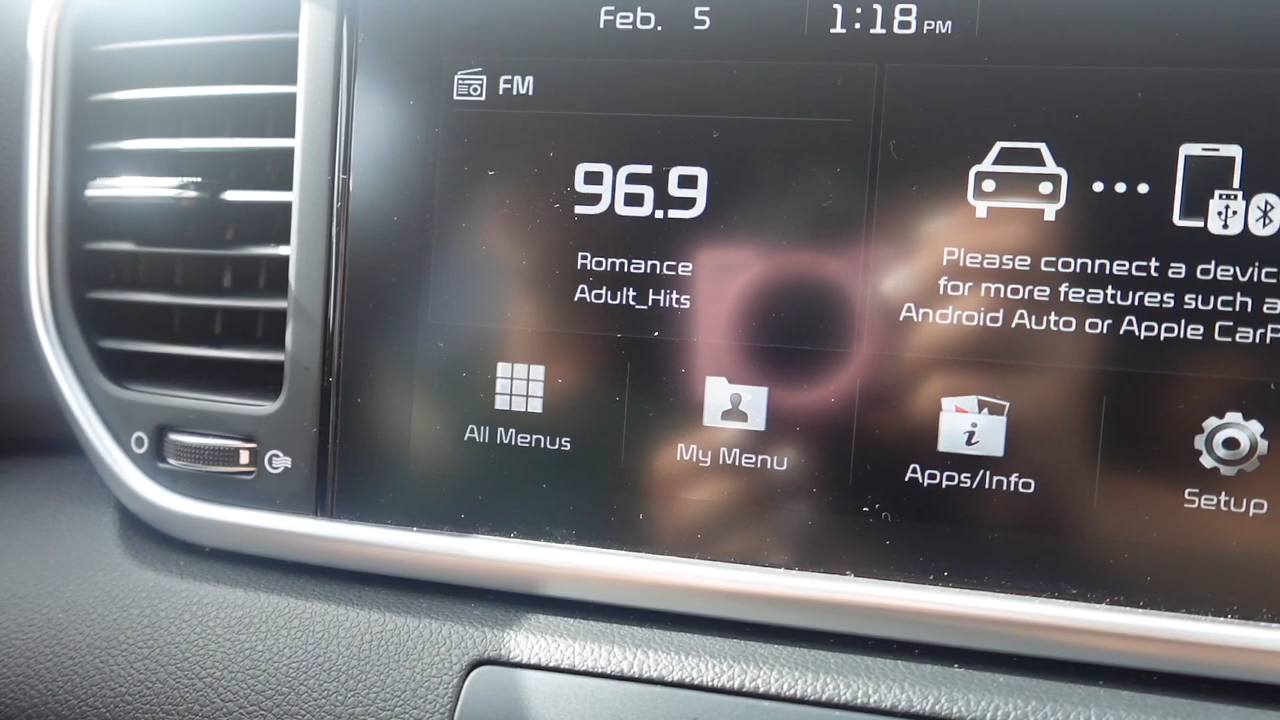 Feb. 5 1:18 PM
FM
96.9
Romance
Adult_Hits
Please connect a devic
for more features such a
Android Auto or Apple CarP
All Menus
My Menu
Apps/Info
Setup